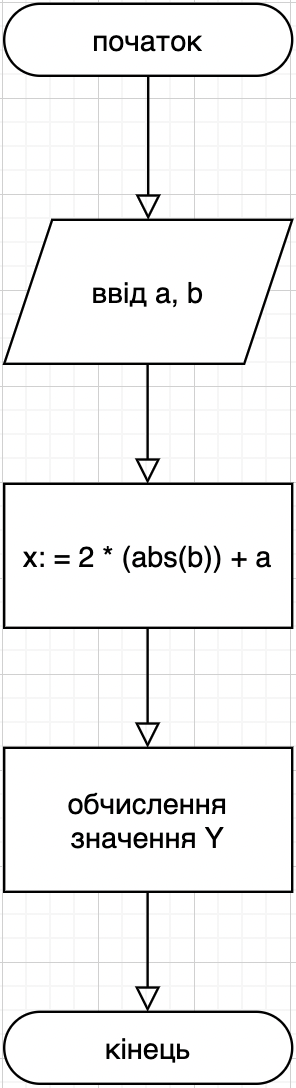 початок
ввід a, b
x: = 2 * (abs(b)) + a
обчислення
значення Y
кінець